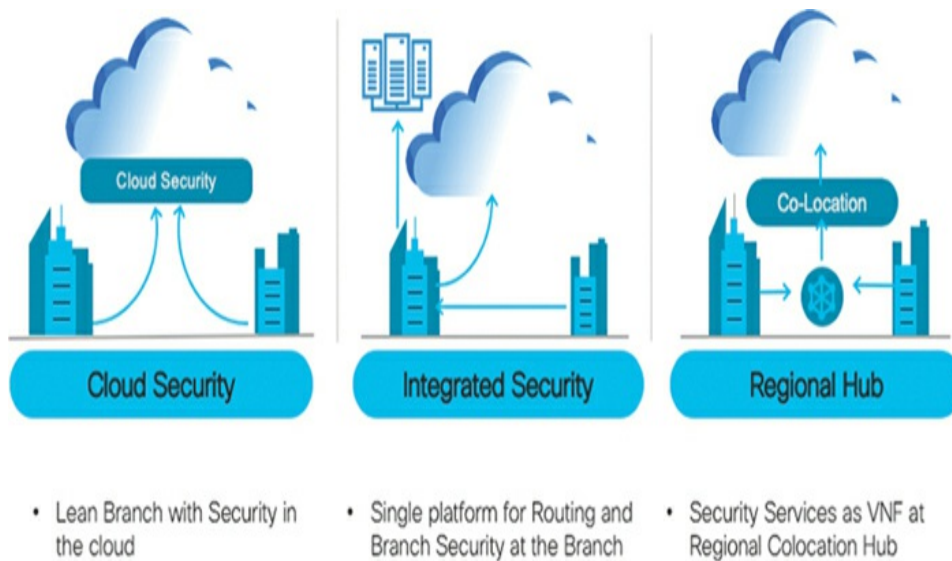 Cloud Security
Co-Location
Cloud Security
Integrated Security
Regional Hub
• Lean Branch with Security in
the cloud
• Single platform for Routing and
Branch Security at the Branch
• Security Services as VNF at
Regional Colocation Hub